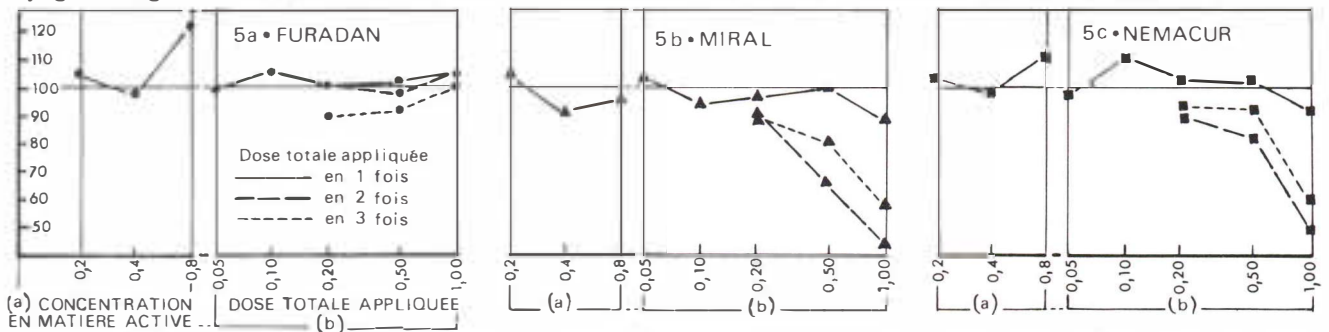 120
110
100
90
80
70
60
50
5a • FURADAN
Dose totale appliquée
en 1 fois
en 2 fois
en 3 fois
0,2
0,4
0,8
0,05
0,10
0,20
0,50
1,00
(a) CONCENTRATION
EN MATIERE ACTIVE
DOSE TOTALE APPLIQUÉE
(b)
5b • MIRAL
0,2
0,4
0,8
0,05
0,10
0,20
0,50
1,00
(a)
(b)
5c • NEMACUR
0,2
0,4
0,8
0,05
0,10
0,20
0,50
1,00
(a)
(b)